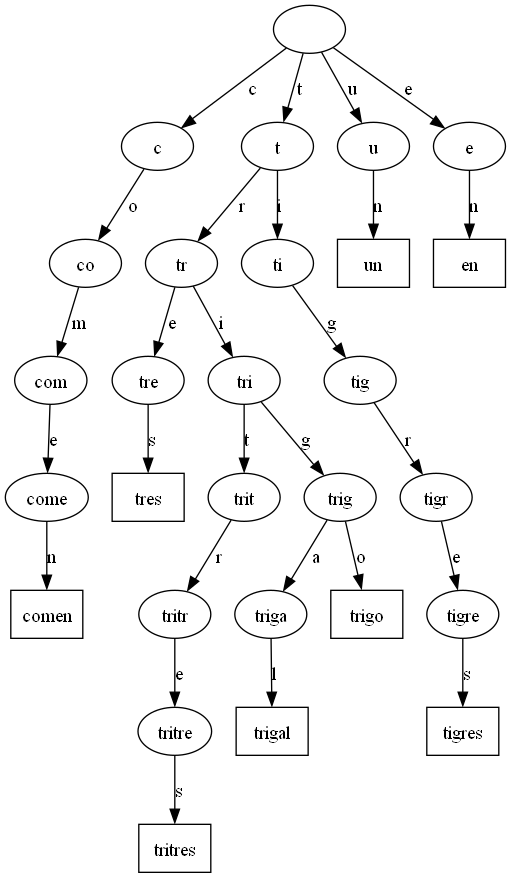 c t u e
c t u e
o r i n n
co tr ti un en
m e i g
com tre tri tig
e s t g r
come tres trit trig tigr
n r a o e
comen tritr triga trigo tigre
e l s
tritre trigal tigres
s
tritres